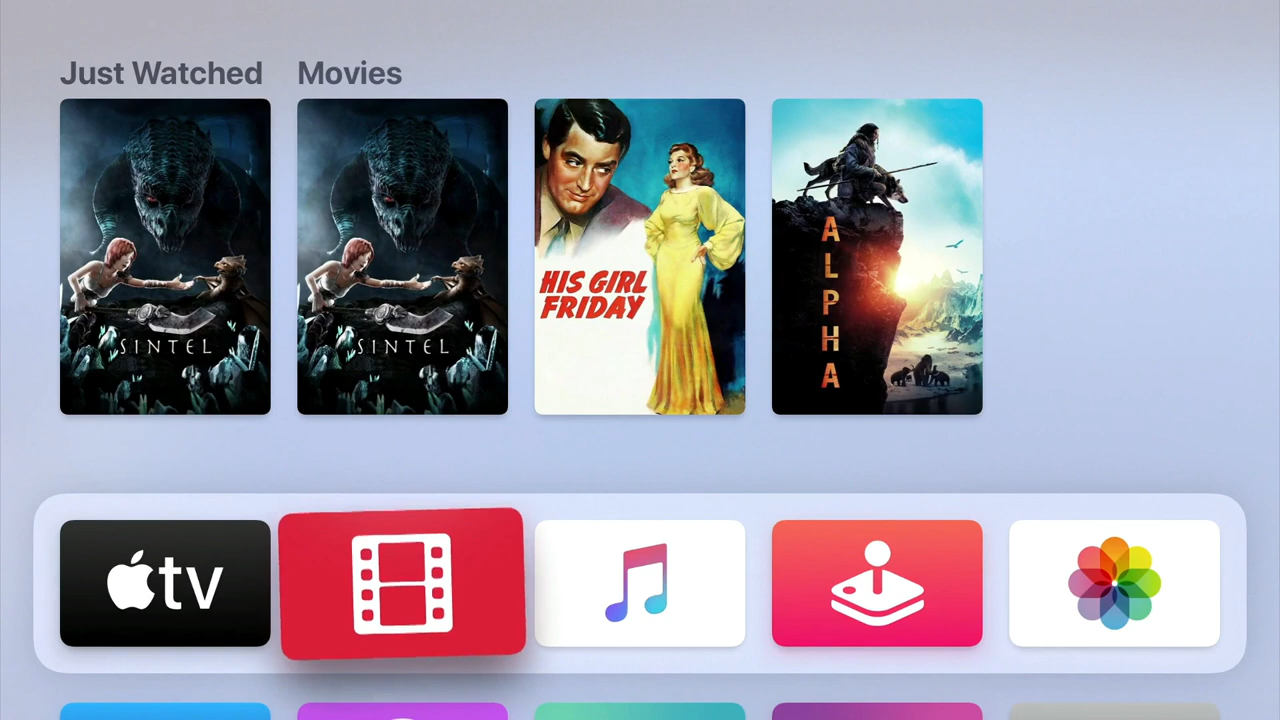 Just Watched
Movies
SINTEL
SINTEL
HIS GIRL
FRIDAY
ALPHA
tv